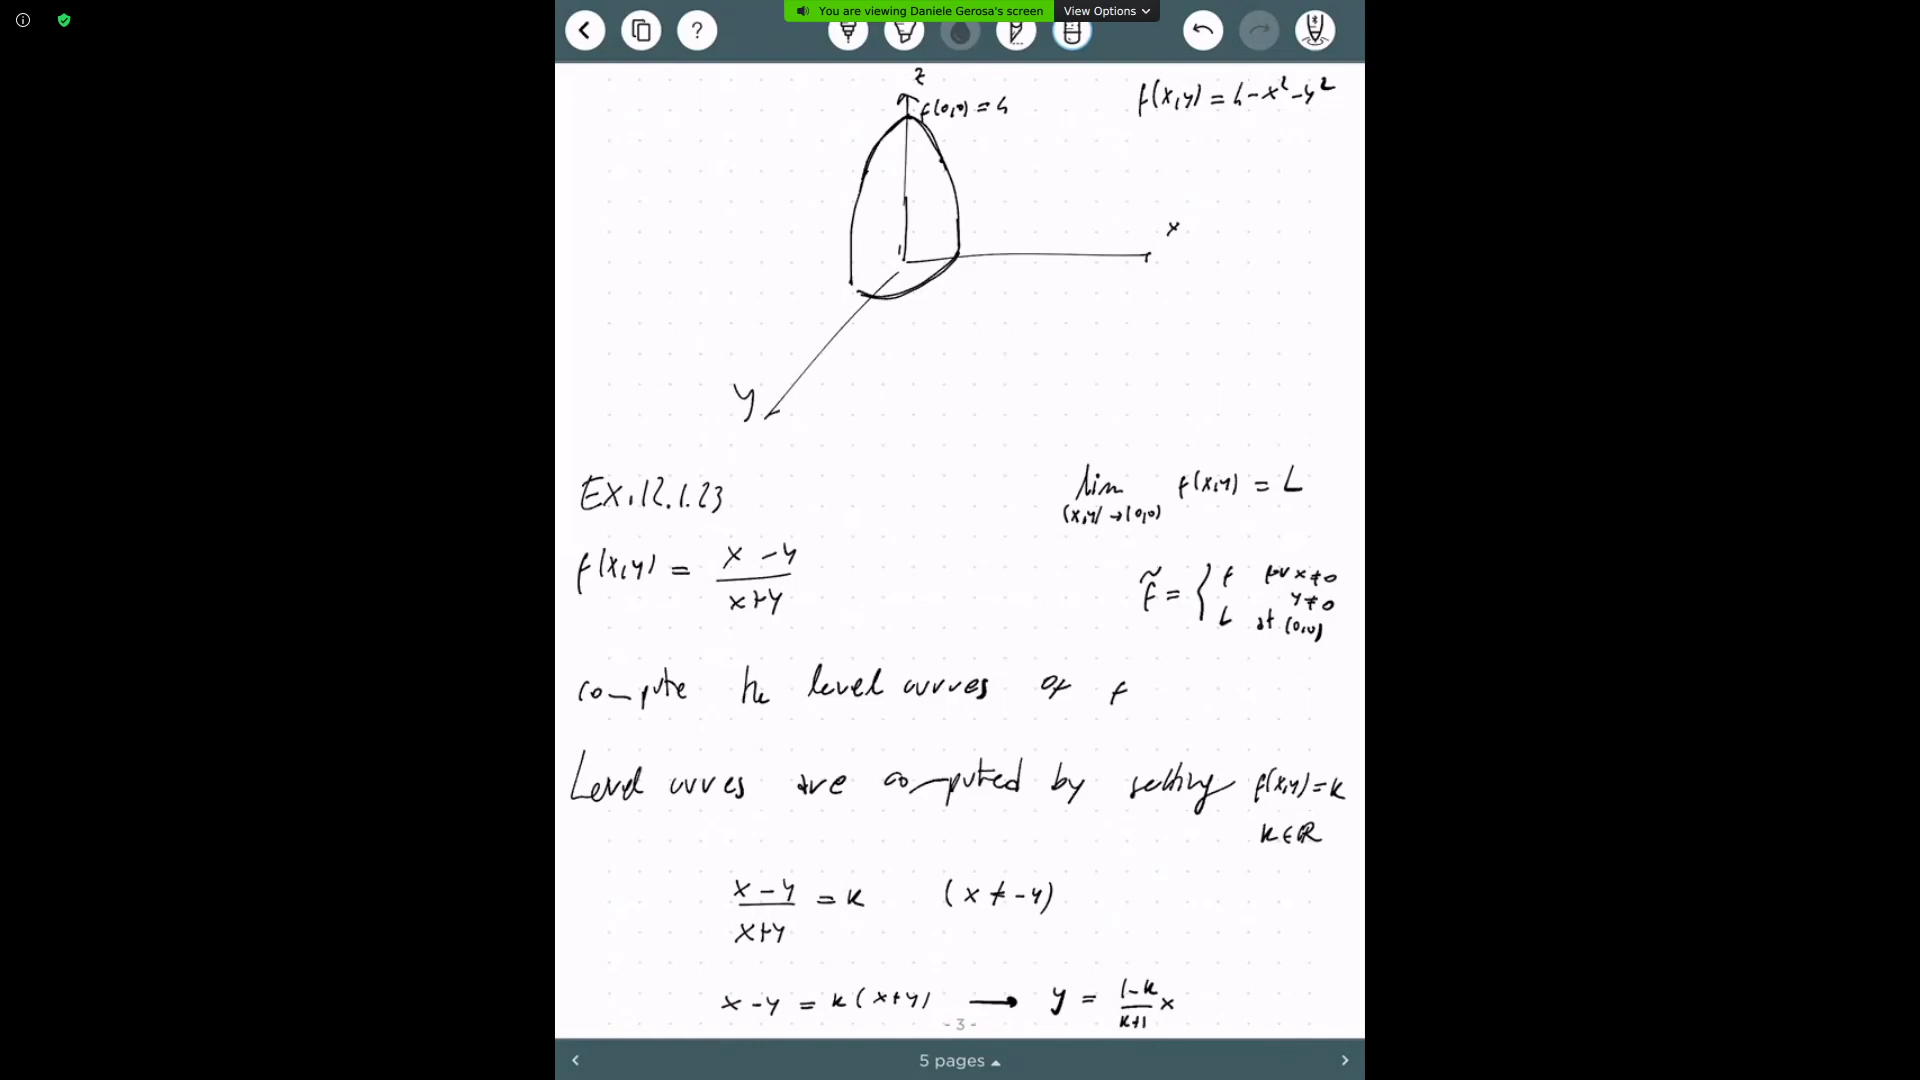 You are viewing Daniele Gerosa's screen View Options
?
z
f(0,0) = 4
f(x,y) = 4-x²-y²
x
y
Ex. 12.1.23
lim f(x,y) = L
(x,y) → (0,0)
f(x,y) = x - y
x+y
f̃ = { f for x ≠ 0
y ≠ 0
L at (0,0)
compute the level curves of f
Level curves are computed by setting f(x,y) = k
k ∈ ℝ
x - y = k (x ≠ -y)
x+y
x - y = k (x+y) → y = 1-k x
k+1
- 3 -
5 pages